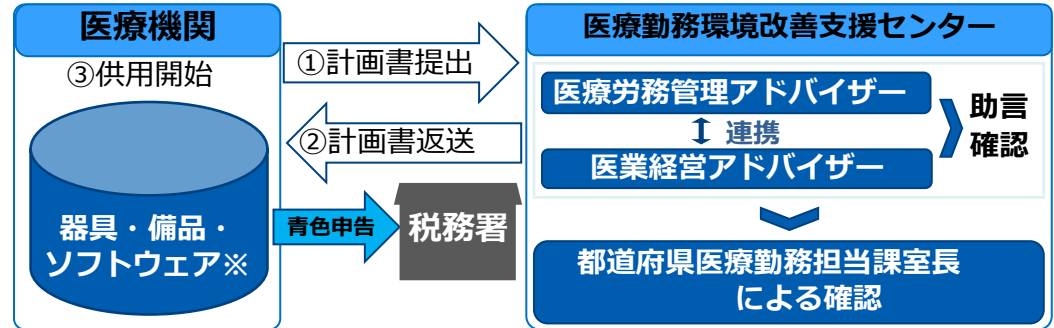 医療機関
③供用開始
器具・備品・
ソフトウェア※
①計画書提出
②計画書返送
青色申告
税務署
医療勤務環境改善支援センター
医療労務管理アドバイザー
連携
医業経営アドバイザー
助言
確認
都道府県医療勤務担当課室長
による確認